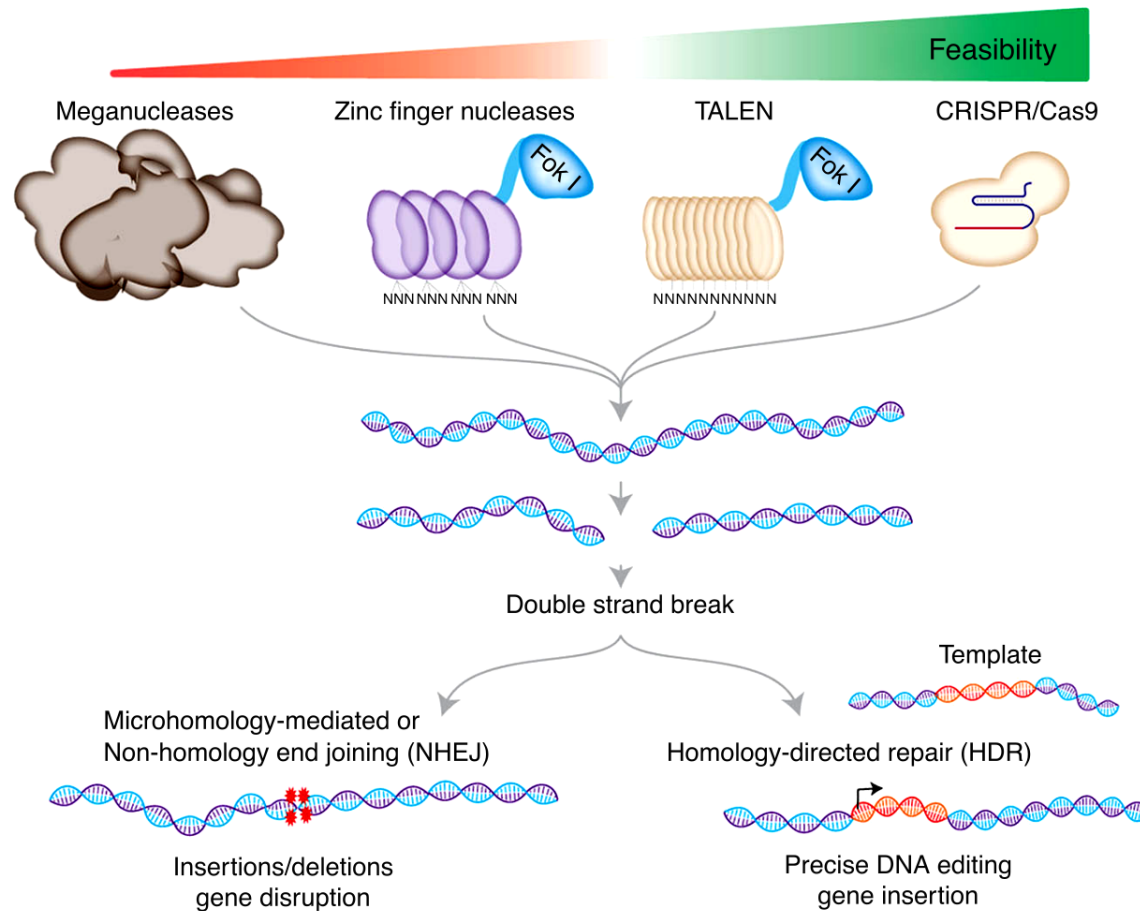 Feasibility
Meganucleases
Zinc finger nucleases
TALEN
CRISPR/Cas9
Fok I
Fok I
NNN NNN NNN NNN
NNNNNNNNNNN
Double strand break
Template
Microhomology-mediated or
Non-homology end joining (NHEJ)
Homology-directed repair (HDR)
Insertions/deletions
gene disruption
Precise DNA editing
gene insertion